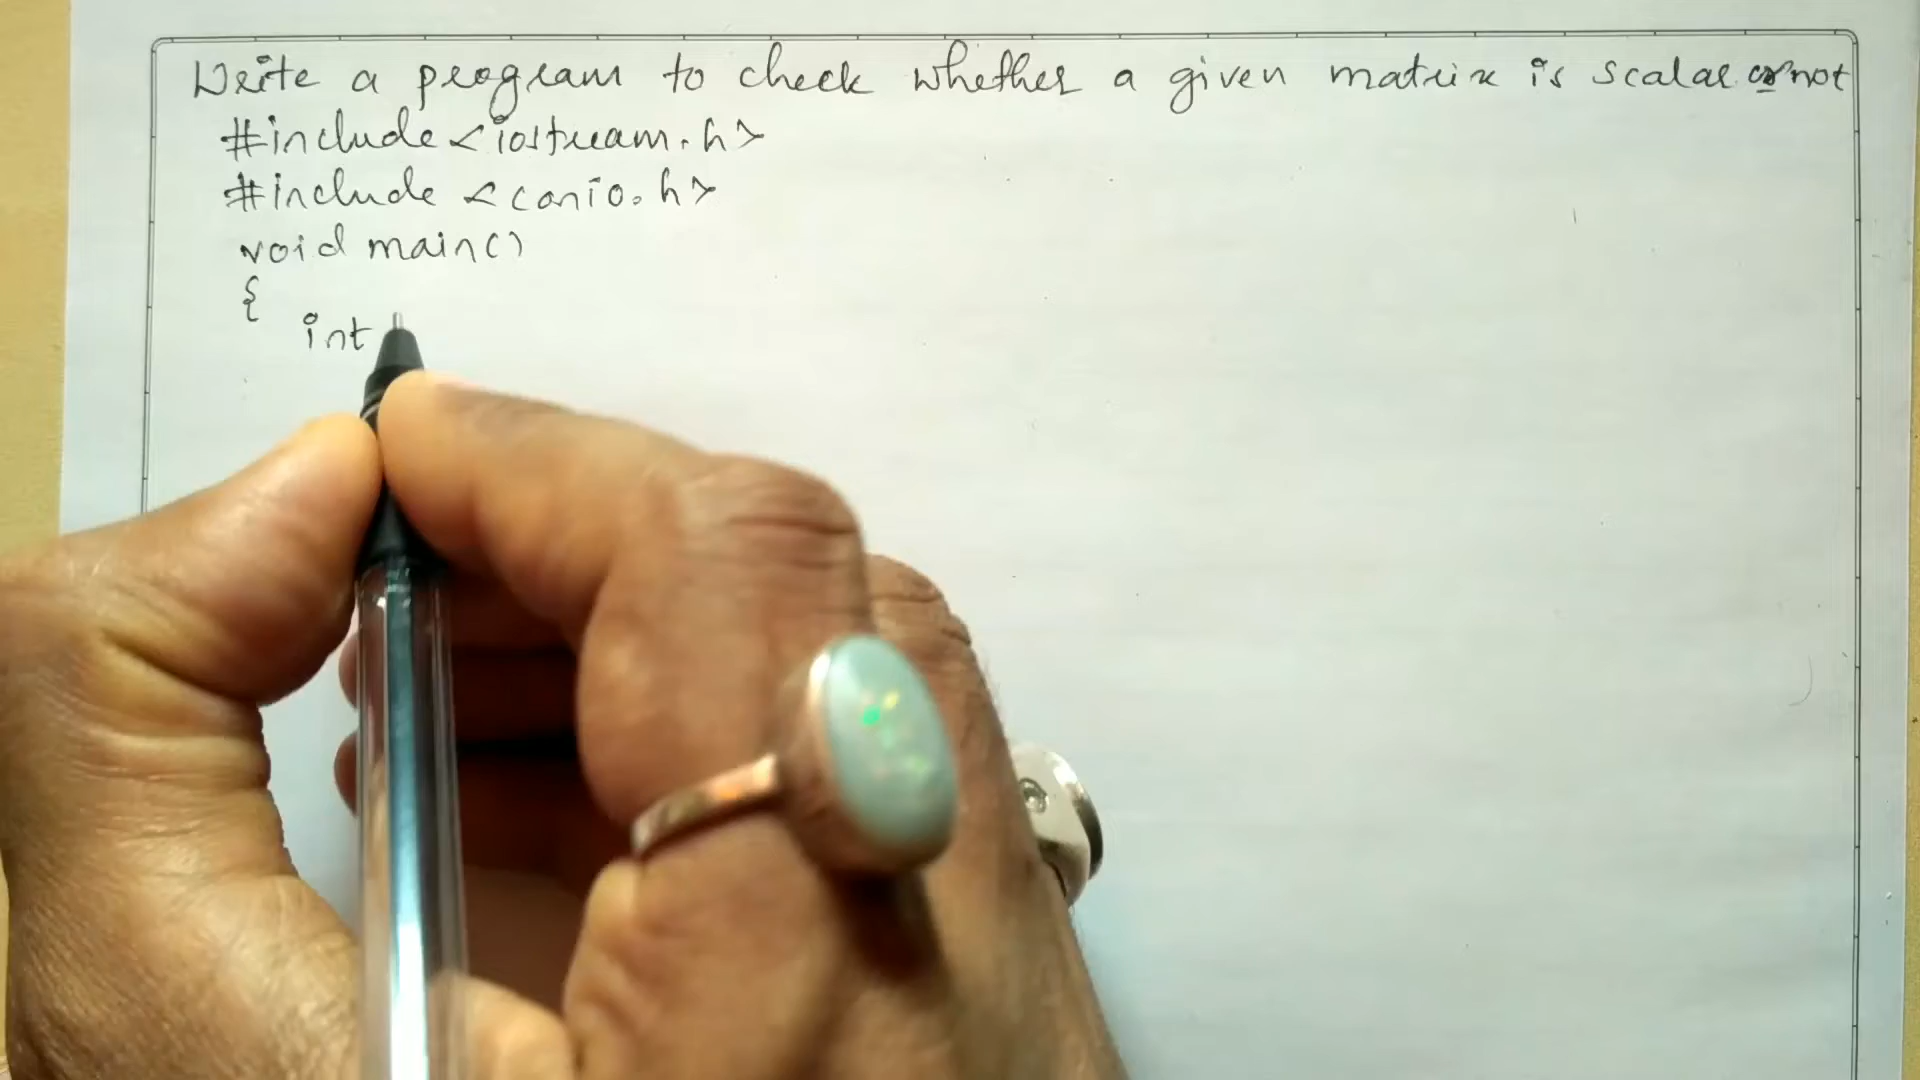 Write a program to check whether a given matrix is scalar or not
#include <iostream.h>
#include <conio.h>
void main()
{
int